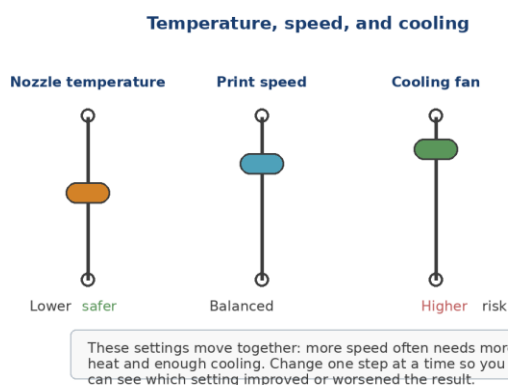 Temperature, speed, and cooling
Nozzle temperature Print speed Cooling fan
Lower safer Balanced Higher risk
These settings move together: more speed often needs more
heat and enough cooling. Change one step at a time so you
can see which setting improved or worsened the result.